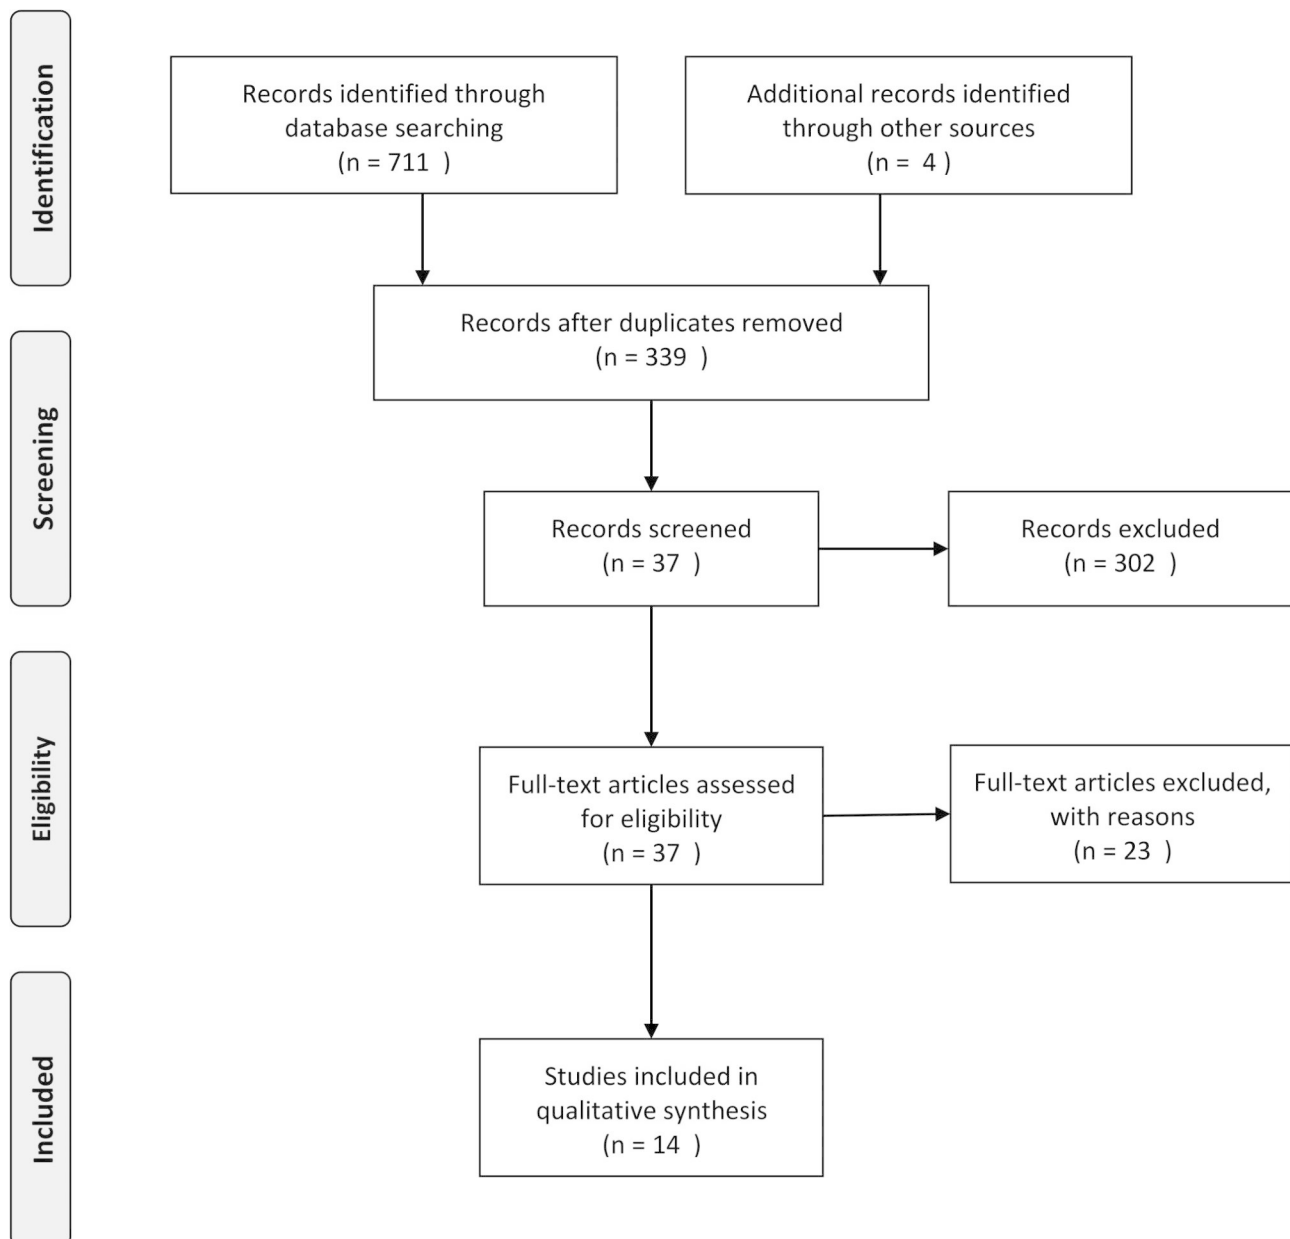 Identification
Records identified through
database searching
(n = 711  )
Additional records identified
through other sources
(n =  4 )
Records after duplicates removed
(n = 339  )
Screening
Records screened
(n = 37  )
Records excluded
(n = 302  )
Eligibility
Full-text articles assessed
for eligibility
(n = 37  )
Full-text articles excluded,
with reasons
(n = 23  )
Included
Studies included in
qualitative synthesis
(n = 14  )